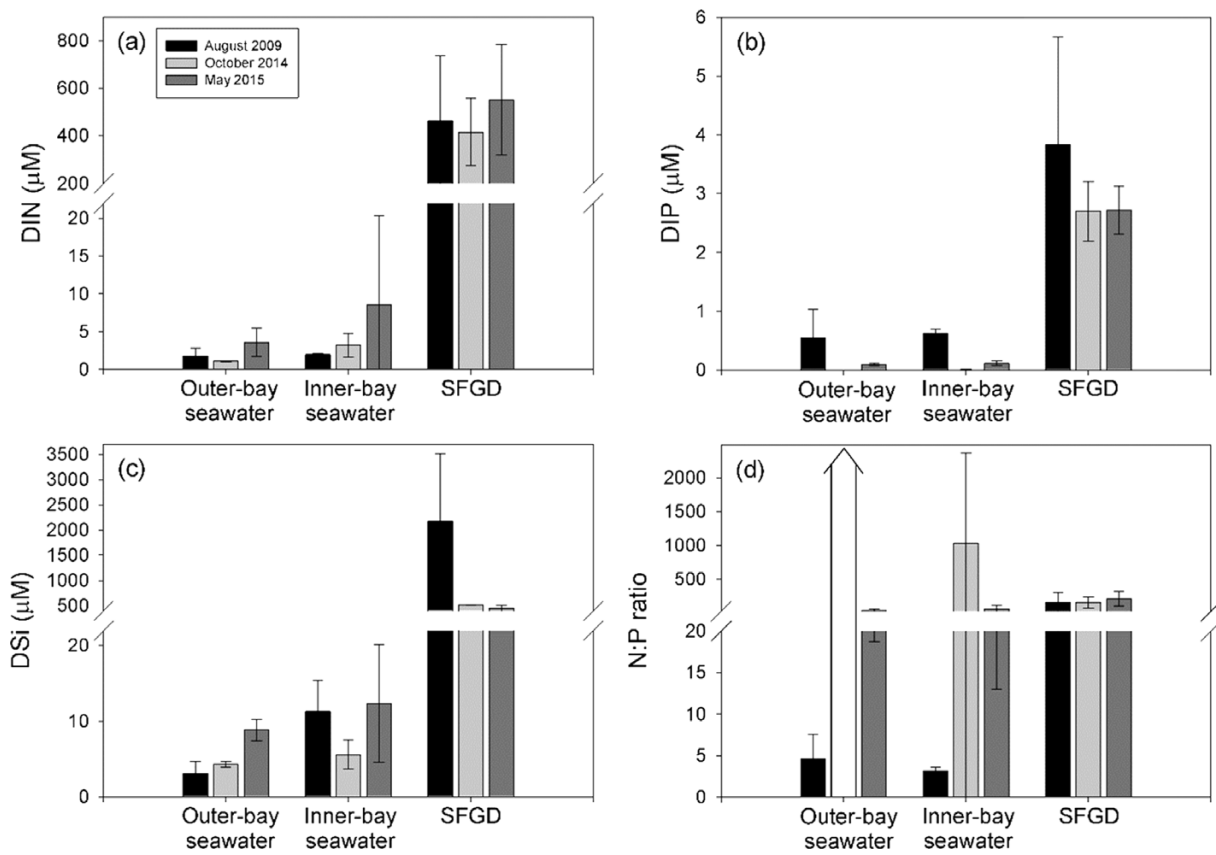 (a)
August 2009
October 2014
May 2015
DIN (μM)
800
600
400
200
20
15
10
5
0
Outer-bay seawater
Inner-bay seawater
SFGD
(b)
DIP (μM)
6
5
4
3
2
1
0
Outer-bay seawater
Inner-bay seawater
SFGD
(c)
DSi (μM)
3500
3000
2500
2000
1500
1000
500
20
10
0
Outer-bay seawater
Inner-bay seawater
SFGD
(d)
N:P ratio
2000
1500
1000
500
20
15
10
5
0
Outer-bay seawater
Inner-bay seawater
SFGD